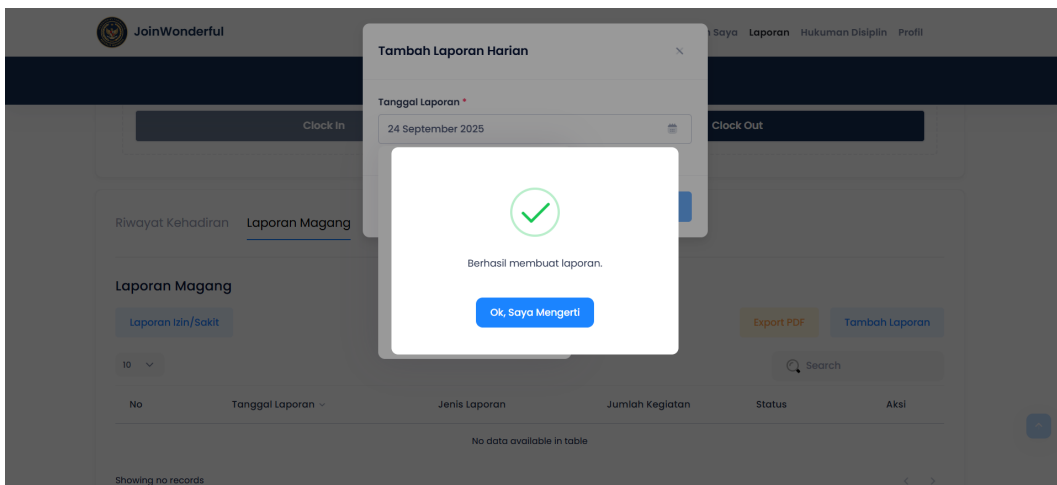 JoinWonderful
Saya Laporan Hukuman Disiplin Profil
Tambah Laporan Harian
Tanggal Laporan *
24 September 2025
Clock In
Clock Out
Berhasil membuat laporan.
Ok, Saya Mengerti
Riwayat Kehadiran Laporan Magang
Laporan Magang
Laporan Izin/Sakit
Export PDF Tambah Laporan
10
Search
No Tanggal Laporan Jenis Laporan Jumlah Kegiatan Status Aksi
No data available in table
Showing no records